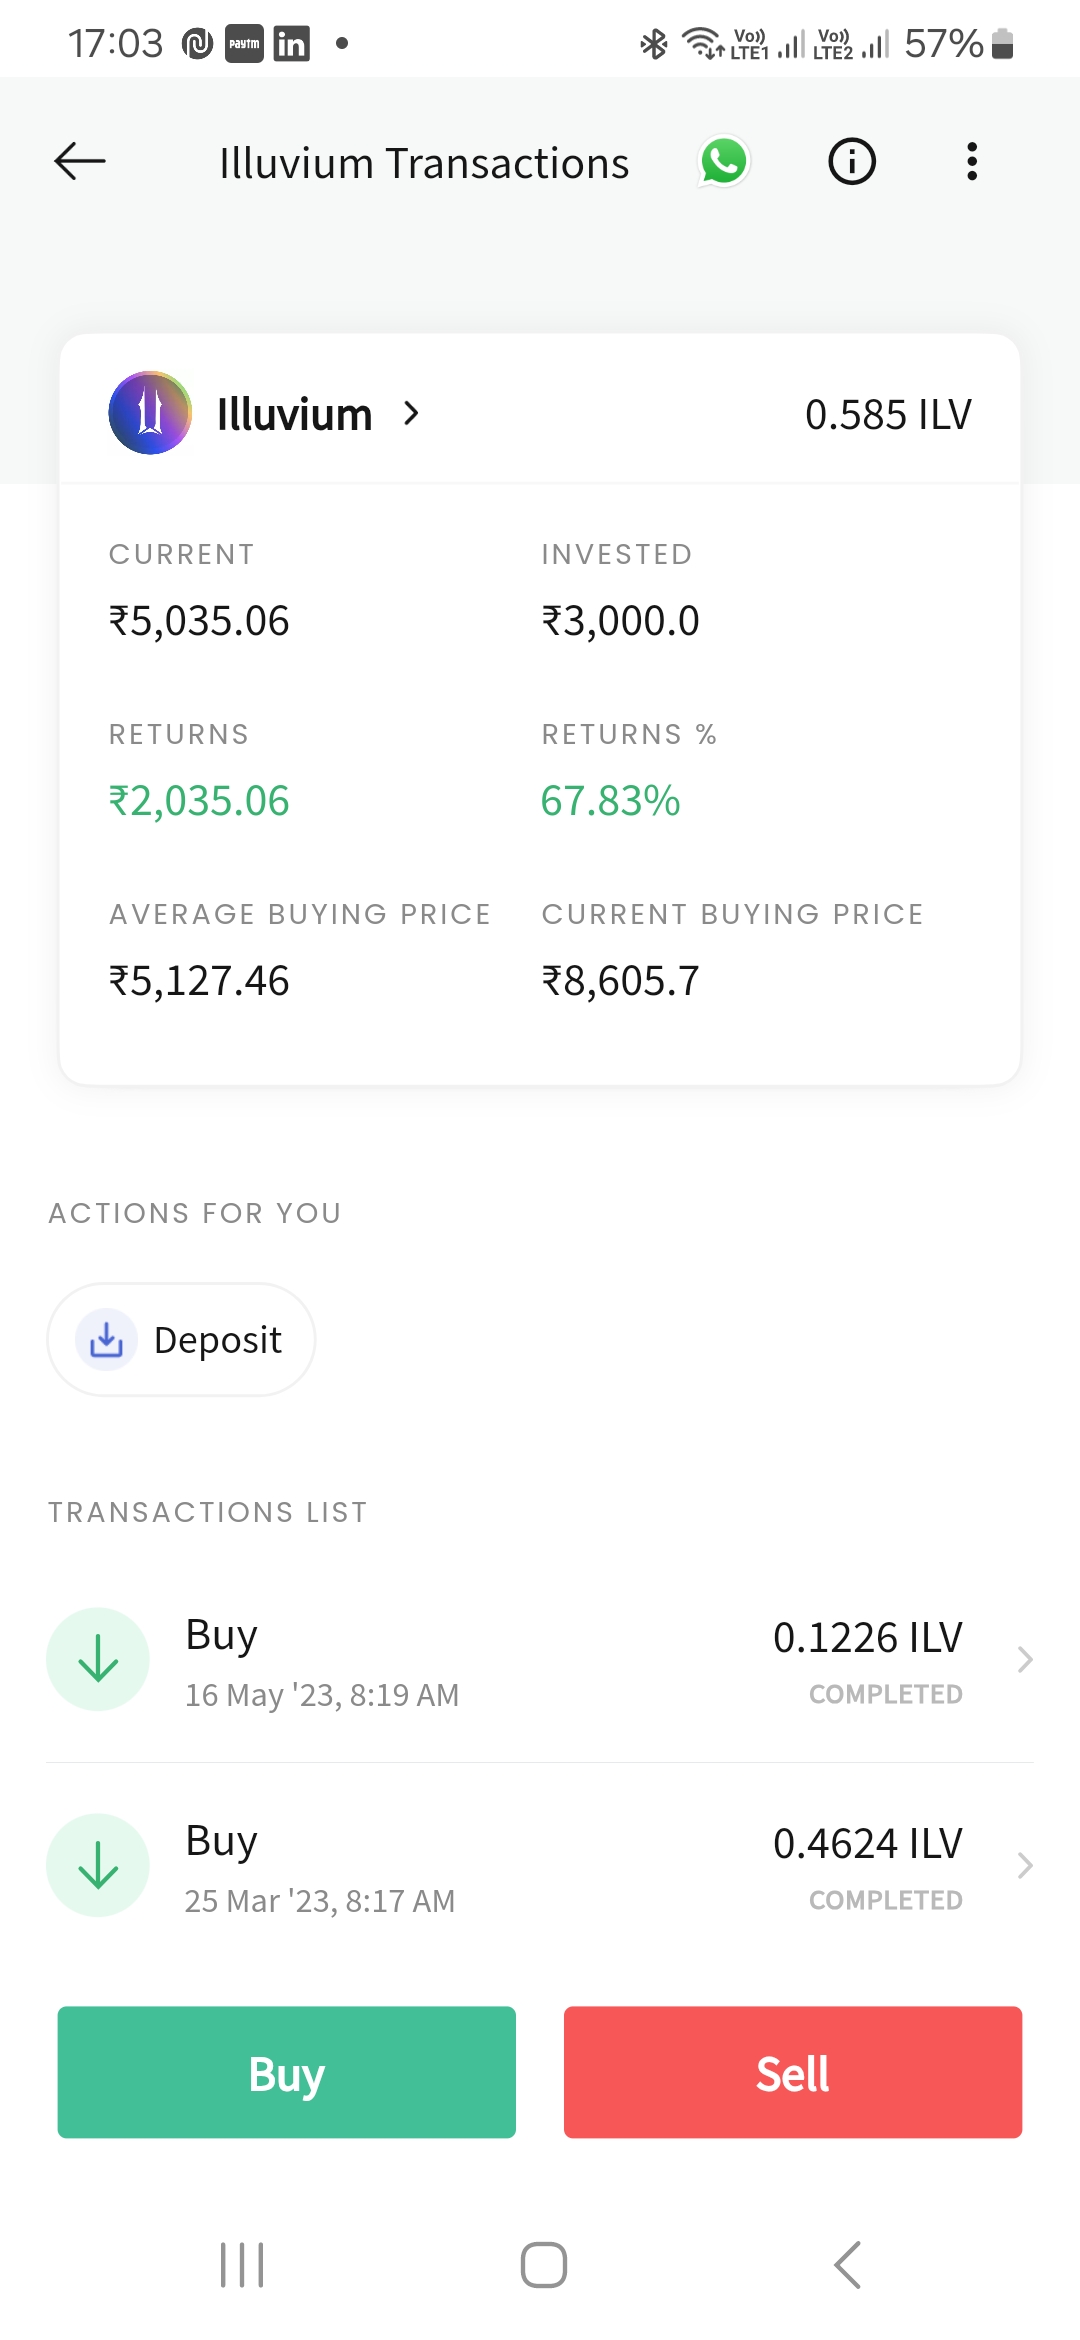 17:03 Paytm in Vo)) LTE1 Vo)) LTE2 57%
Illuvium Transactions
Illuvium 0.585 ILV
CURRENT INVESTED
₹5,035.06 ₹3,000.0
RETURNS RETURNS %
₹2,035.06 67.83%
AVERAGE BUYING PRICE CURRENT BUYING PRICE
₹5,127.46 ₹8,605.7
ACTIONS FOR YOU
Deposit
TRANSACTIONS LIST
Buy 0.1226 ILV
16 May '23, 8:19 AM COMPLETED
Buy 0.4624 ILV
25 Mar '23, 8:17 AM COMPLETED
Buy Sell